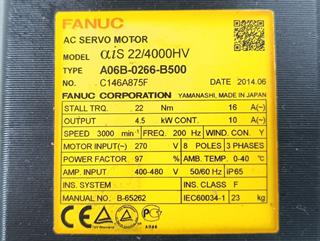 FANUC
AC SERVO MOTOR
MODEL αiS 22/4000HV
TYPE A06B-0266-B500
NO. C146A875F DATE 2014.06
FANUC CORPORATION YAMANASHI, MADE IN JAPAN
STALL TRQ. 22 Nm 16 A(~)
OUTPUT 4.5 kW CONT. 10 A(~)
SPEED 3000 min⁻¹ FREQ. 200 Hz WIND. CON. Y
MOTOR INPUT(~) 270 V 8 POLES 3 PHASES
POWER FACTOR 97 % AMB. TEMP. 0-40 °C
AMP. INPUT 400-480 V 50/60 Hz IP65
INS. SYSTEM INS. CLASS F
MANUAL NO. B-65262 IEC60034-1 23 kg